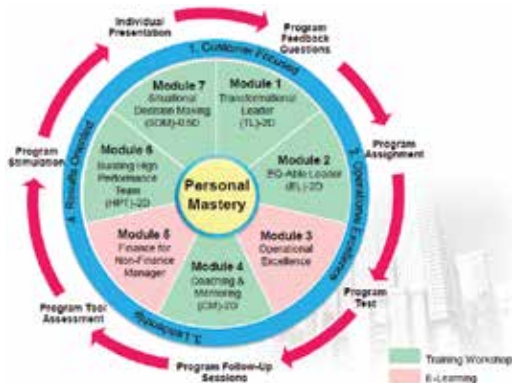 Individual
Presentation
Program
Feedback
Questions
Program
Assignment
Program
Test
Program Follow-Up
Sessions
Program Tool
Assessment
Program
Stimulation
1. Customer Focused
2. Operational Excellence
3. Leadership
4. Results Oriented
Module 1
Transformational
Leader
(TL)-2D
Module 2
EQ-Able Leader
(EL)-2D
Module 3
Operational
Excellence
Module 4
Coaching &
Mentoring
(CM)-2D
Module 5
Finance for
Non-Finance
Manager
Module 6
Building High
Performance
Team
(HPT)-2D
Module 7
Situational
Decision Making
(SDM)-0.5D
Personal
Mastery
Training Workshop
E-Learning